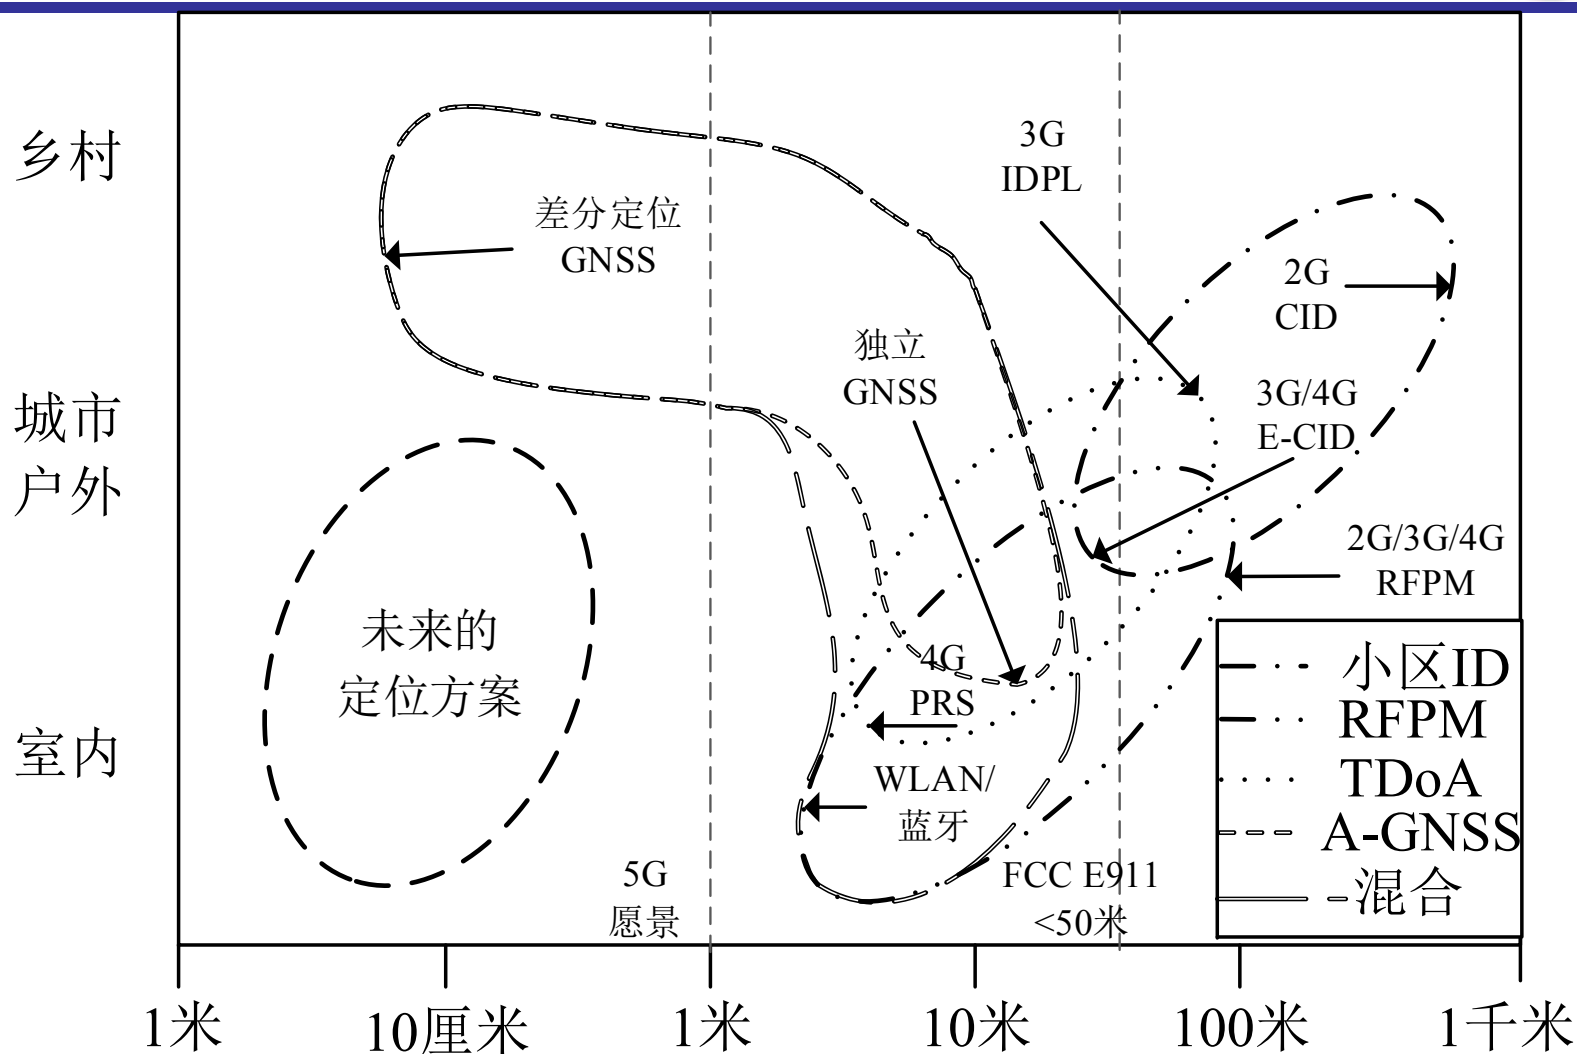 乡村
城市
户外
室内
差分定位
GNSS
独立
GNSS
3G
IDPL
2G
CID
3G/4G
E-CID
2G/3G/4G
RFPM
未来的
定位方案
4G
PRS
WLAN/
蓝牙
5G
愿景
FCC E911
<50米
小区ID
RFPM
TDoA
A-GNSS
混合
1米
10厘米
1米
10米
100米
1千米